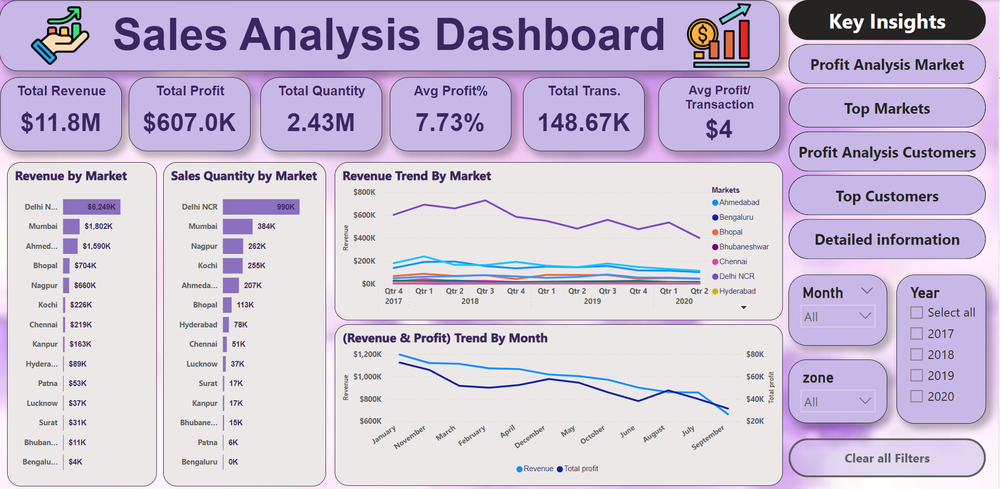 Sales Analysis Dashboard
$
Key Insights
Profit Analysis Market
Top Markets
Profit Analysis Customers
Top Customers
Detailed information
Total Revenue
$11.8M
Total Profit
$607.0K
Total Quantity
2.43M
Avg Profit%
7.73%
Total Trans.
148.67K
Avg Profit/
Transaction
$4
Revenue by Market
Delhi N... $6,249K
Mumbai $1,802K
Ahmed... $1,590K
Bhopal $704K
Nagpur $660K
Kochi $226K
Chennai $219K
Kanpur $163K
Hydera... $89K
Patna $53K
Lucknow $37K
Surat $31K
Bhuban... $11K
Bengalu... $4K
Sales Quantity by Market
Delhi NCR 990K
Mumbai 384K
Nagpur 262K
Kochi 255K
Ahmeda... 207K
Bhopal 113K
Hyderabad 78K
Chennai 51K
Lucknow 37K
Surat 17K
Kanpur 17K
Bhubane... 15K
Patna 6K
Bengaluru 0K
Revenue Trend By Market
Revenue
$800K
$600K
$400K
$200K
$0K
Qtr 4 Qtr 1 Qtr 2 Qtr 3 Qtr 4 Qtr 1 Qtr 2 Qtr 3 Qtr 4 Qtr 1 Qtr 2
2017 2018 2019 2020
Markets
Ahmedabad
Bengaluru
Bhopal
Bhubaneshwar
Chennai
Delhi NCR
Hyderabad
(Revenue & Profit) Trend By Month
Revenue
$1,200K
$1,000K
$800K
$600K
$80K
$60K
$40K
$20K
Total profit
January November March February April December May October June August July September
Revenue Total profit
Month
All
zone
All
Year
Select all
2017
2018
2019
2020
Clear all Filters